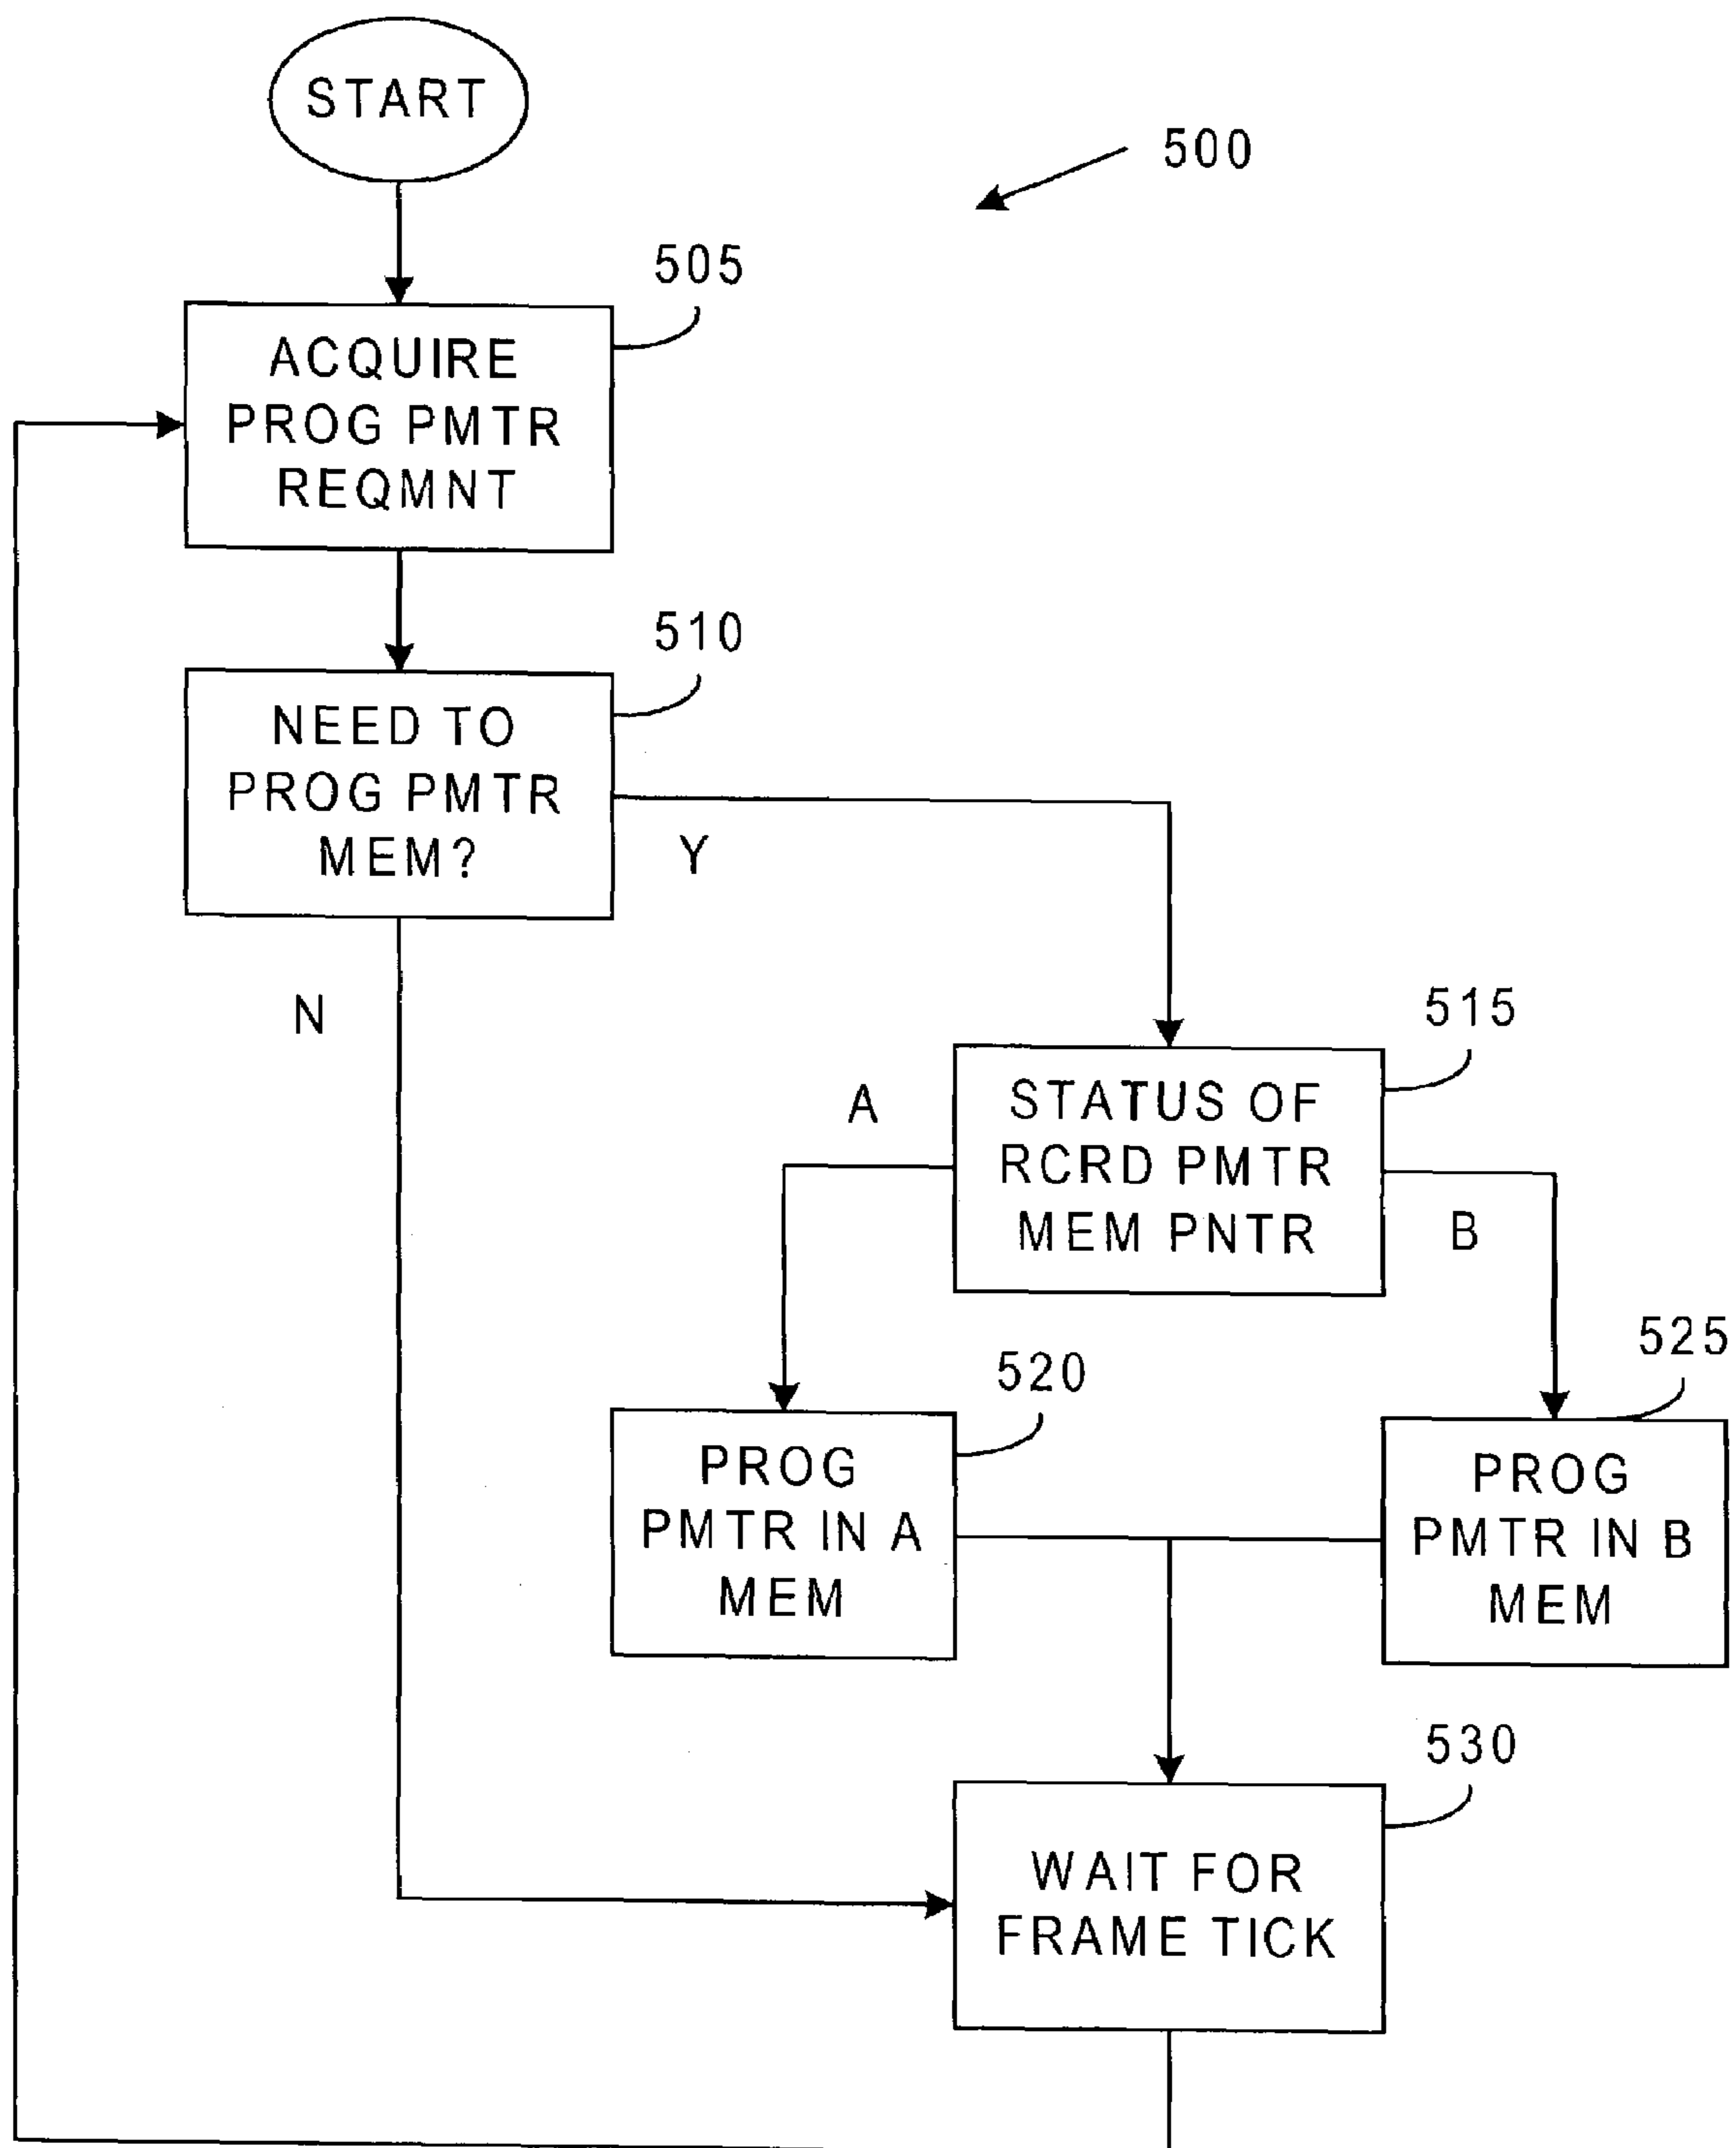 START
500
505
ACQUIRE
PROG PMTR
REQMNT
510
NEED TO
PROG PMTR
MEM?
Y
N
515
A
STATUS OF
RCRD PMTR
MEM PNTR
B
520
525
PROG
PMTR IN A
MEM
PROG
PMTR IN B
MEM
530
WAIT FOR
FRAME TICK